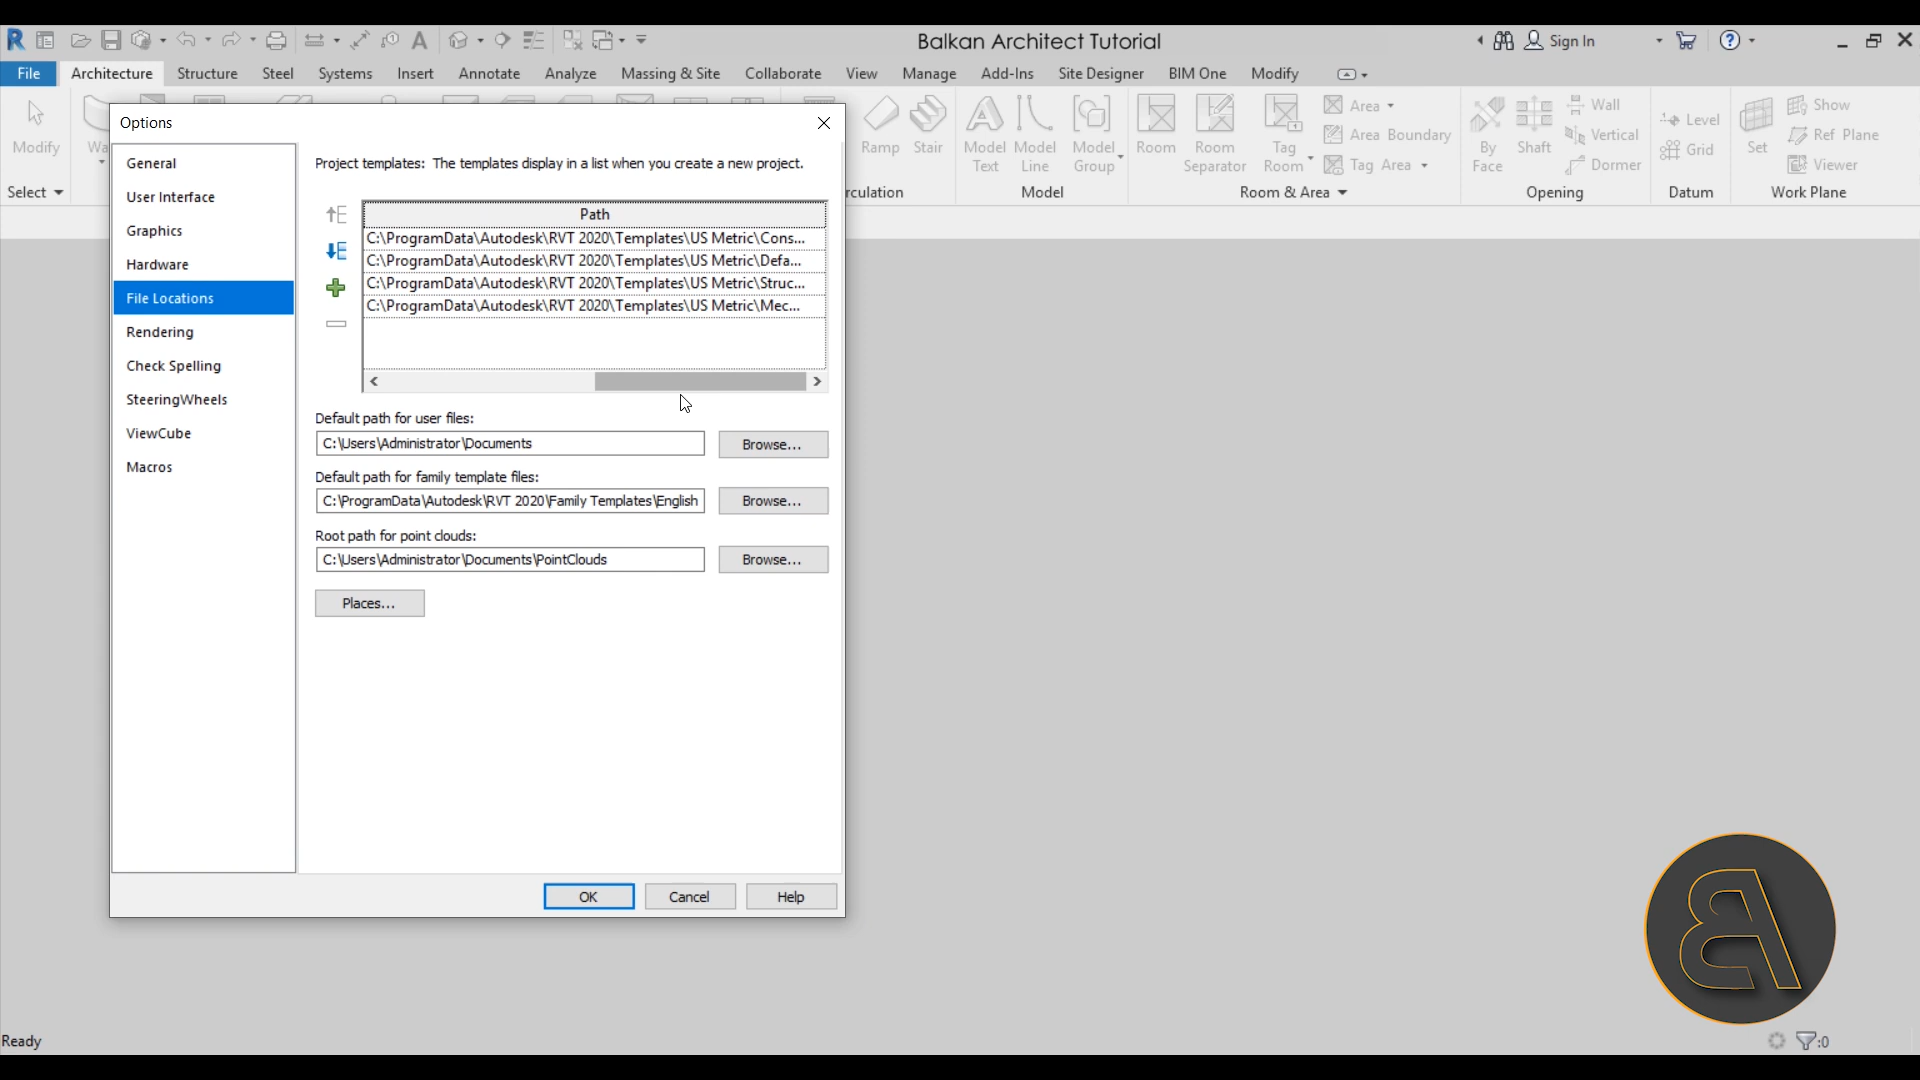 Balkan Architect Tutorial
Sign In
File Architecture Structure Steel Systems Insert Annotate Analyze Massing & Site Collaborate View Manage Add-Ins Site Designer BIM One Modify
Modify
Select
Ramp Stair
Model Text
Model Line
Model Group
Model
Room
Room Separator
Tag Room
Area
Area Boundary
Tag Area
Room & Area
By Face
Shaft
Wall
Vertical
Dormer
Opening
Level
Grid
Datum
Set
Show
Ref Plane
Viewer
Work Plane
Options
General
User Interface
Graphics
Hardware
File Locations
Rendering
Check Spelling
SteeringWheels
ViewCube
Macros
Project templates: The templates display in a list when you create a new project.
Path
C:\ProgramData\Autodesk\RVT 2020\Templates\US Metric\Cons...
C:\ProgramData\Autodesk\RVT 2020\Templates\US Metric\Defa...
C:\ProgramData\Autodesk\RVT 2020\Templates\US Metric\Struc...
C:\ProgramData\Autodesk\RVT 2020\Templates\US Metric\Mec...
Default path for user files:
C:\Users\Administrator\Documents Browse...
Default path for family template files:
C:\ProgramData\Autodesk\RVT 2020\Family Templates\English Browse...
Root path for point clouds:
C:\Users\Administrator\Documents\PointClouds Browse...
Places...
OK Cancel Help
Ready
:0